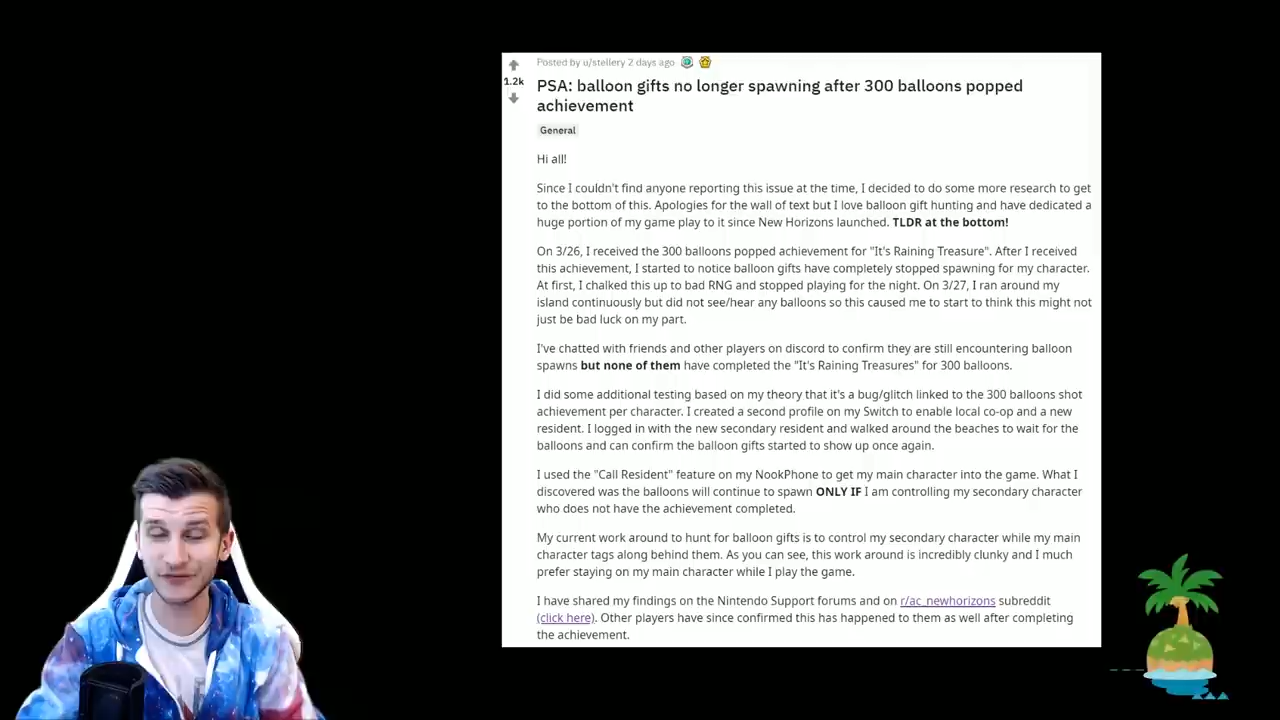 Posted by u/stellery 2 days ago
1.2k
PSA: balloon gifts no longer spawning after 300 balloons popped
achievement
General
Hi all!
Since I couldn't find anyone reporting this issue at the time, I decided to do some more research to get
to the bottom of this. Apologies for the wall of text but I love balloon gift hunting and have dedicated a
huge portion of my game play to it since New Horizons launched. TLDR at the bottom!
On 3/26, I received the 300 balloons popped achievement for "It's Raining Treasure". After I received
this achievement, I started to notice balloon gifts have completely stopped spawning for my character.
At first, I chalked this up to bad RNG and stopped playing for the night. On 3/27, I ran around my
island continuously but did not see/hear any balloons so this caused me to start to think this might not
just be bad luck on my part.
I've chatted with friends and other players on discord to confirm they are still encountering balloon
spawns but none of them have completed the "It's Raining Treasures" for 300 balloons.
I did some additional testing based on my theory that it's a bug/glitch linked to the 300 balloons shot
achievement per character. I created a second profile on my Switch to enable local co-op and a new
resident. I logged in with the new secondary resident and walked around the beaches to wait for the
balloons and can confirm the balloon gifts started to show up once again.
I used the "Call Resident" feature on my NookPhone to get my main character into the game. What I
discovered was the balloons will continue to spawn ONLY IF I am controlling my secondary character
who does not have the achievement completed.
My current work around to hunt for balloon gifts is to control my secondary character while my main
character tags along behind them. As you can see, this work around is incredibly clunky and I much
prefer staying on my main character while I play the game.
I have shared my findings on the Nintendo Support forums and on r/ac_newhorizons subreddit
(click here). Other players have since confirmed this has happened to them as well after completing
the achievement.